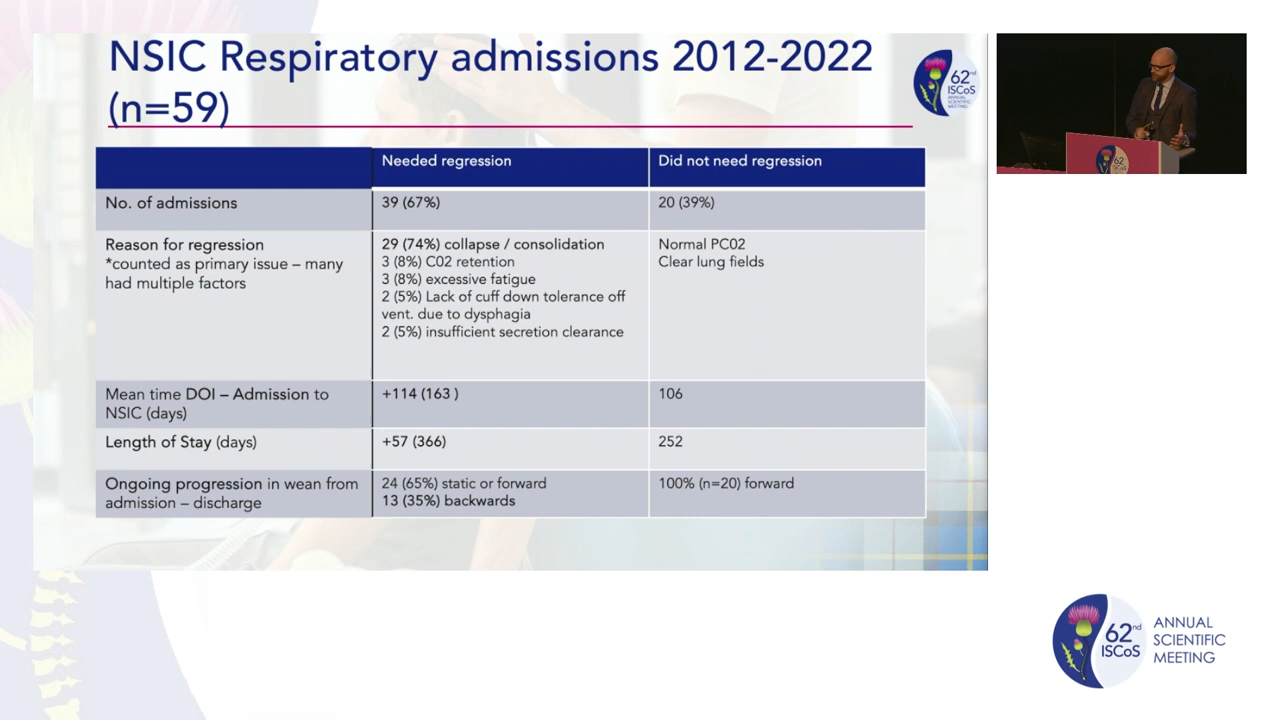 NSIC Respiratory admissions 2012-2022
(n=59)
62nd
ISCoS
ANNUAL
SCIENTIFIC
MEETING
Needed regression
Did not need regression
No. of admissions
39 (67%)
20 (39%)
Reason for regression
*counted as primary issue – many
had multiple factors
29 (74%) collapse / consolidation
3 (8%) C02 retention
3 (8%) excessive fatigue
2 (5%) Lack of cuff down tolerance off
vent. due to dysphagia
2 (5%) insufficient secretion clearance
Normal PC02
Clear lung fields
Mean time DOI – Admission to
NSIC (days)
+114 (163 )
106
Length of Stay (days)
+57 (366)
252
Ongoing progression in wean from
admission – discharge
24 (65%) static or forward
13 (35%) backwards
100% (n=20) forward
62
62nd
ISCoS
ANNUAL
SCIENTIFIC
MEETING